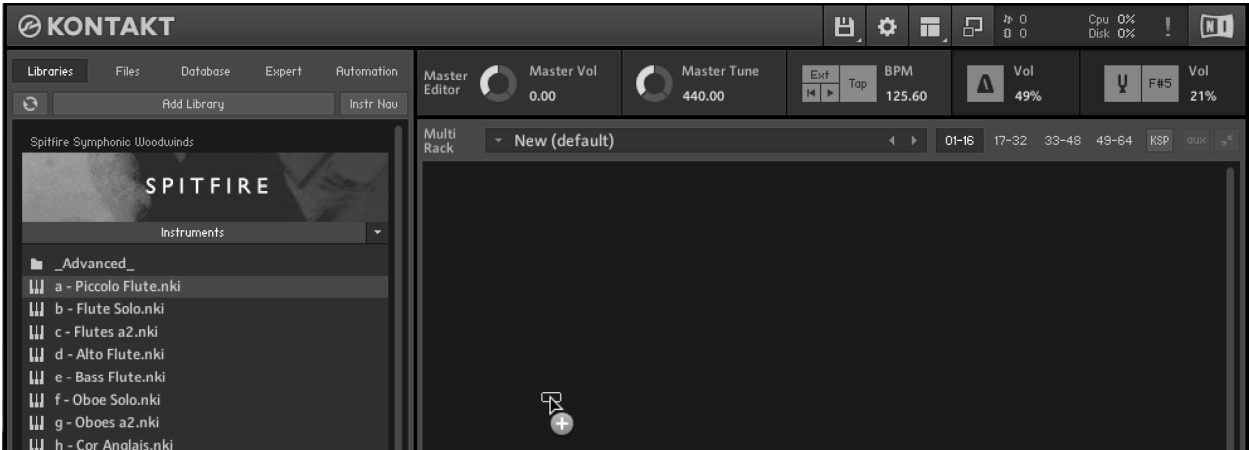 KONTAKT
0
0
Cpu 0%
Disk 0%
!
NI
Libraries Files Database Expert Automation
Add Library Instr Nav
Master Editor
Master Vol
0.00
Master Tune
440.00
Ext
Tap
BPM
125.60
Vol
49%
F#5
Vol
21%
Multi Rack
New (default)
01-16 17-32 33-48 49-64 KSP aux
Spitfire Symphonic Woodwinds
SPITFIRE
Instruments
_Advanced_
a - Piccolo Flute.nki
b - Flute Solo.nki
c - Flutes a2.nki
d - Alto Flute.nki
e - Bass Flute.nki
f - Oboe Solo.nki
g - Oboes a2.nki
h - Cor Anglais.nki